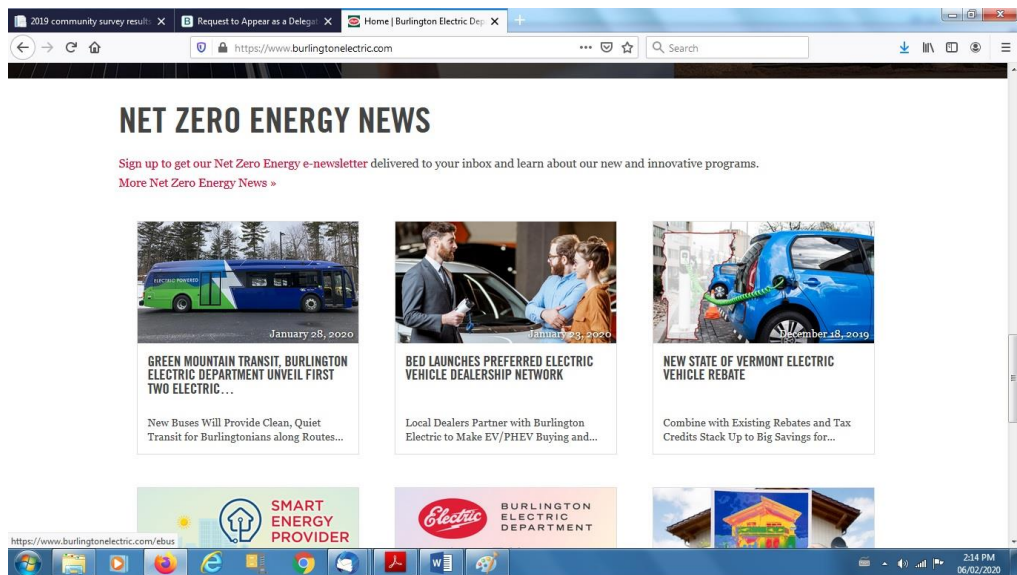 2019 community survey results
Request to Appear as a Delegat
Home | Burlington Electric Dep
https://www.burlingtonelectric.com
Search
NET ZERO ENERGY NEWS
Sign up to get our Net Zero Energy e-newsletter delivered to your inbox and learn about our new and innovative programs.
More Net Zero Energy News »
ELECTRIC POWERED
January 28, 2020
GREEN MOUNTAIN TRANSIT, BURLINGTON
ELECTRIC DEPARTMENT UNVEIL FIRST
TWO ELECTRIC...
New Buses Will Provide Clean, Quiet
Transit for Burlingtonians along Routes...
January 23, 2020
BED LAUNCHES PREFERRED ELECTRIC
VEHICLE DEALERSHIP NETWORK
Local Dealers Partner with Burlington
Electric to Make EV/PHEV Buying and...
December 18, 2019
NEW STATE OF VERMONT ELECTRIC
VEHICLE REBATE
Combine with Existing Rebates and Tax
Credits Stack Up to Big Savings for...
SMART
ENERGY
PROVIDER
Electric
BURLINGTON
ELECTRIC
DEPARTMENT
https://www.burlingtonelectric.com/ebus
2:14 PM
06/02/2020